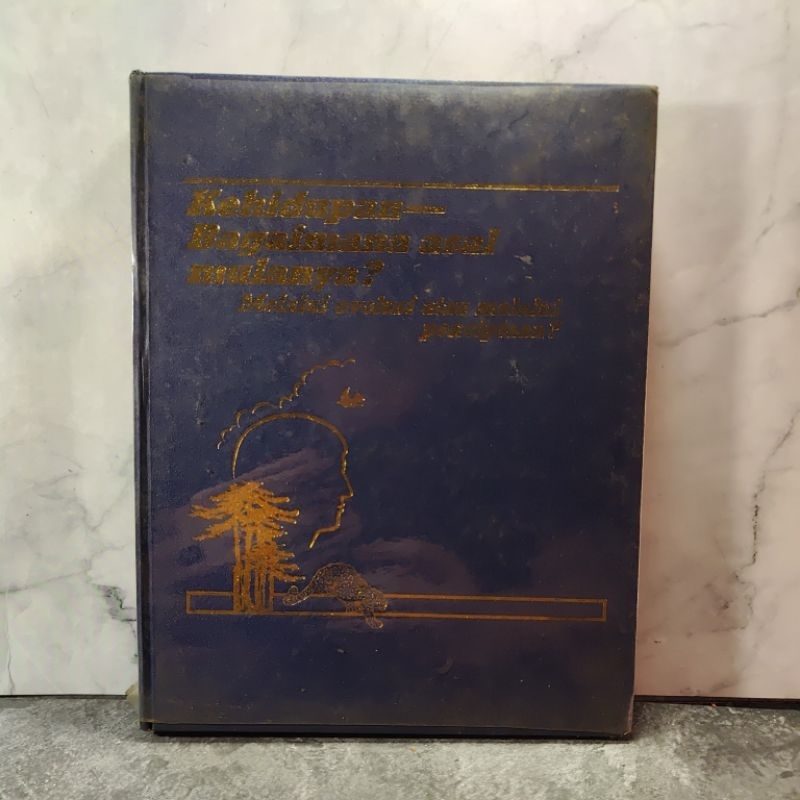 Kehidupan—
Bagaimana asal
mulanya?
Melalui evolusi atau melalui
penciptaan?